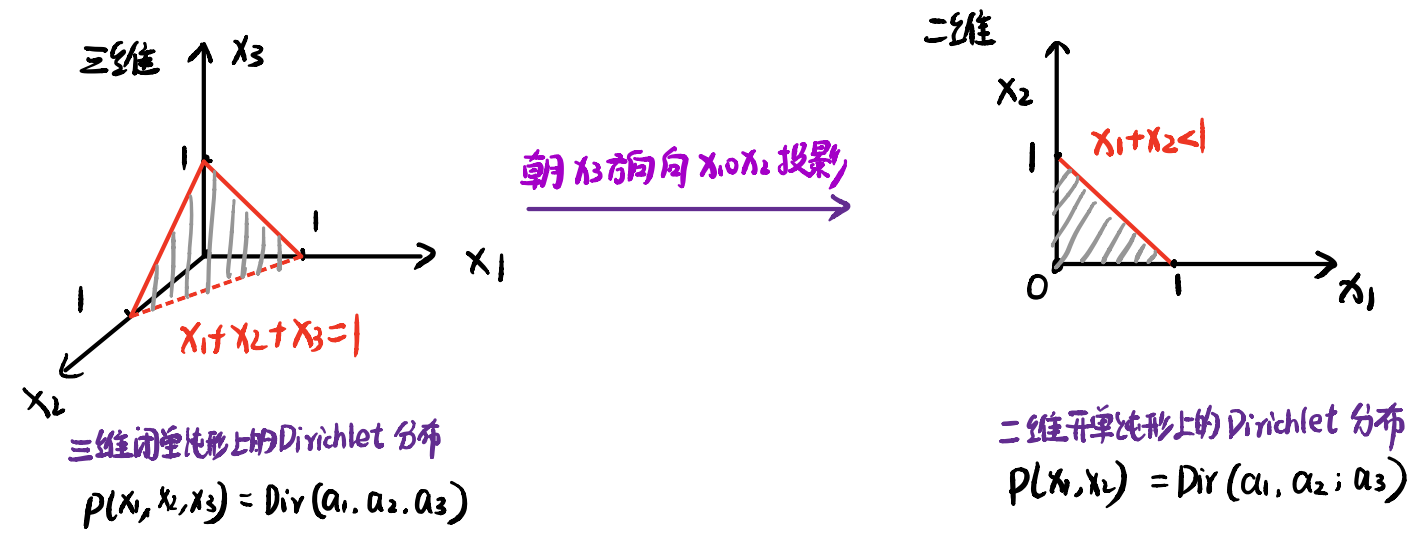 三维
x3
1
1
x1
1
x1+x2+x3=1
x2
三维闭单纯形上的Dirichlet 分布
P(x1,x2,x3) = Dir(a1,a2,a3)
朝 x3方向向 x1ox2 投影
二维
x2
x1+x2<1
1
0
1
x1
二维开单纯形上的 Dirichlet 分布
P(x1,x2) = Dir(a1,a2;a3)